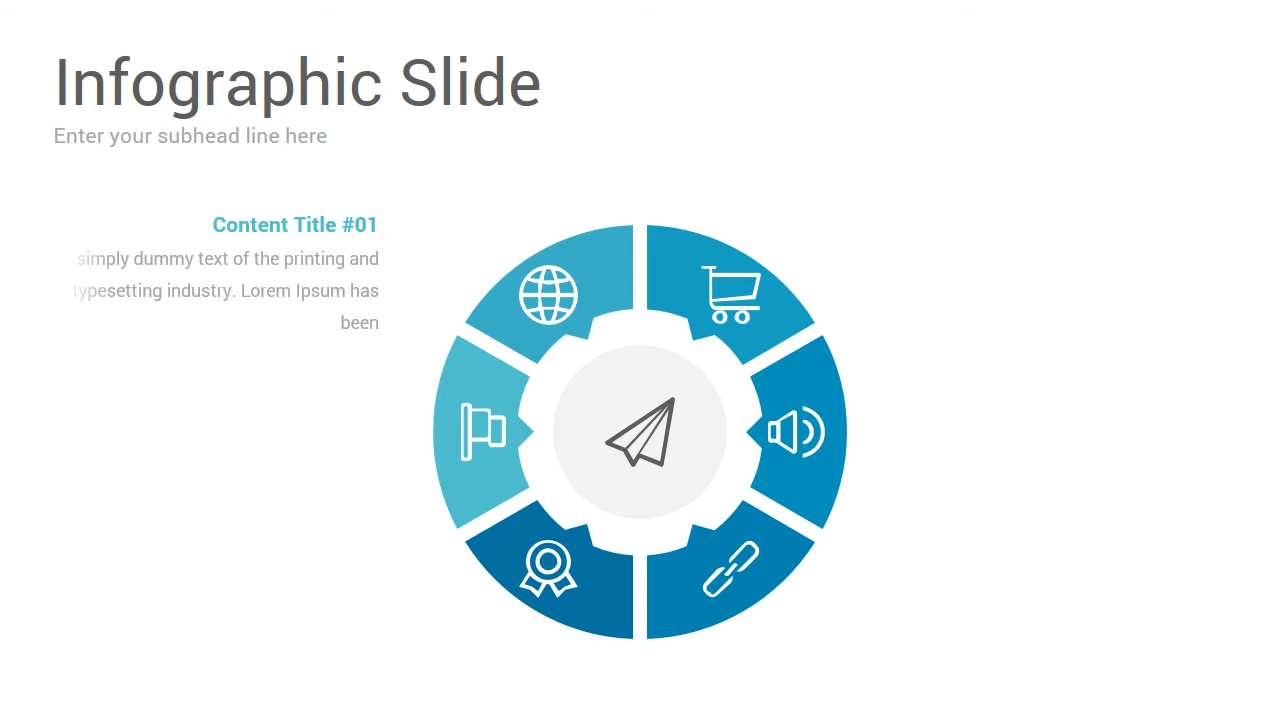 Infographic Slide
Enter your subhead line here
Content Title #01
simply dummy text of the printing and
typesetting industry. Lorem Ipsum has
been